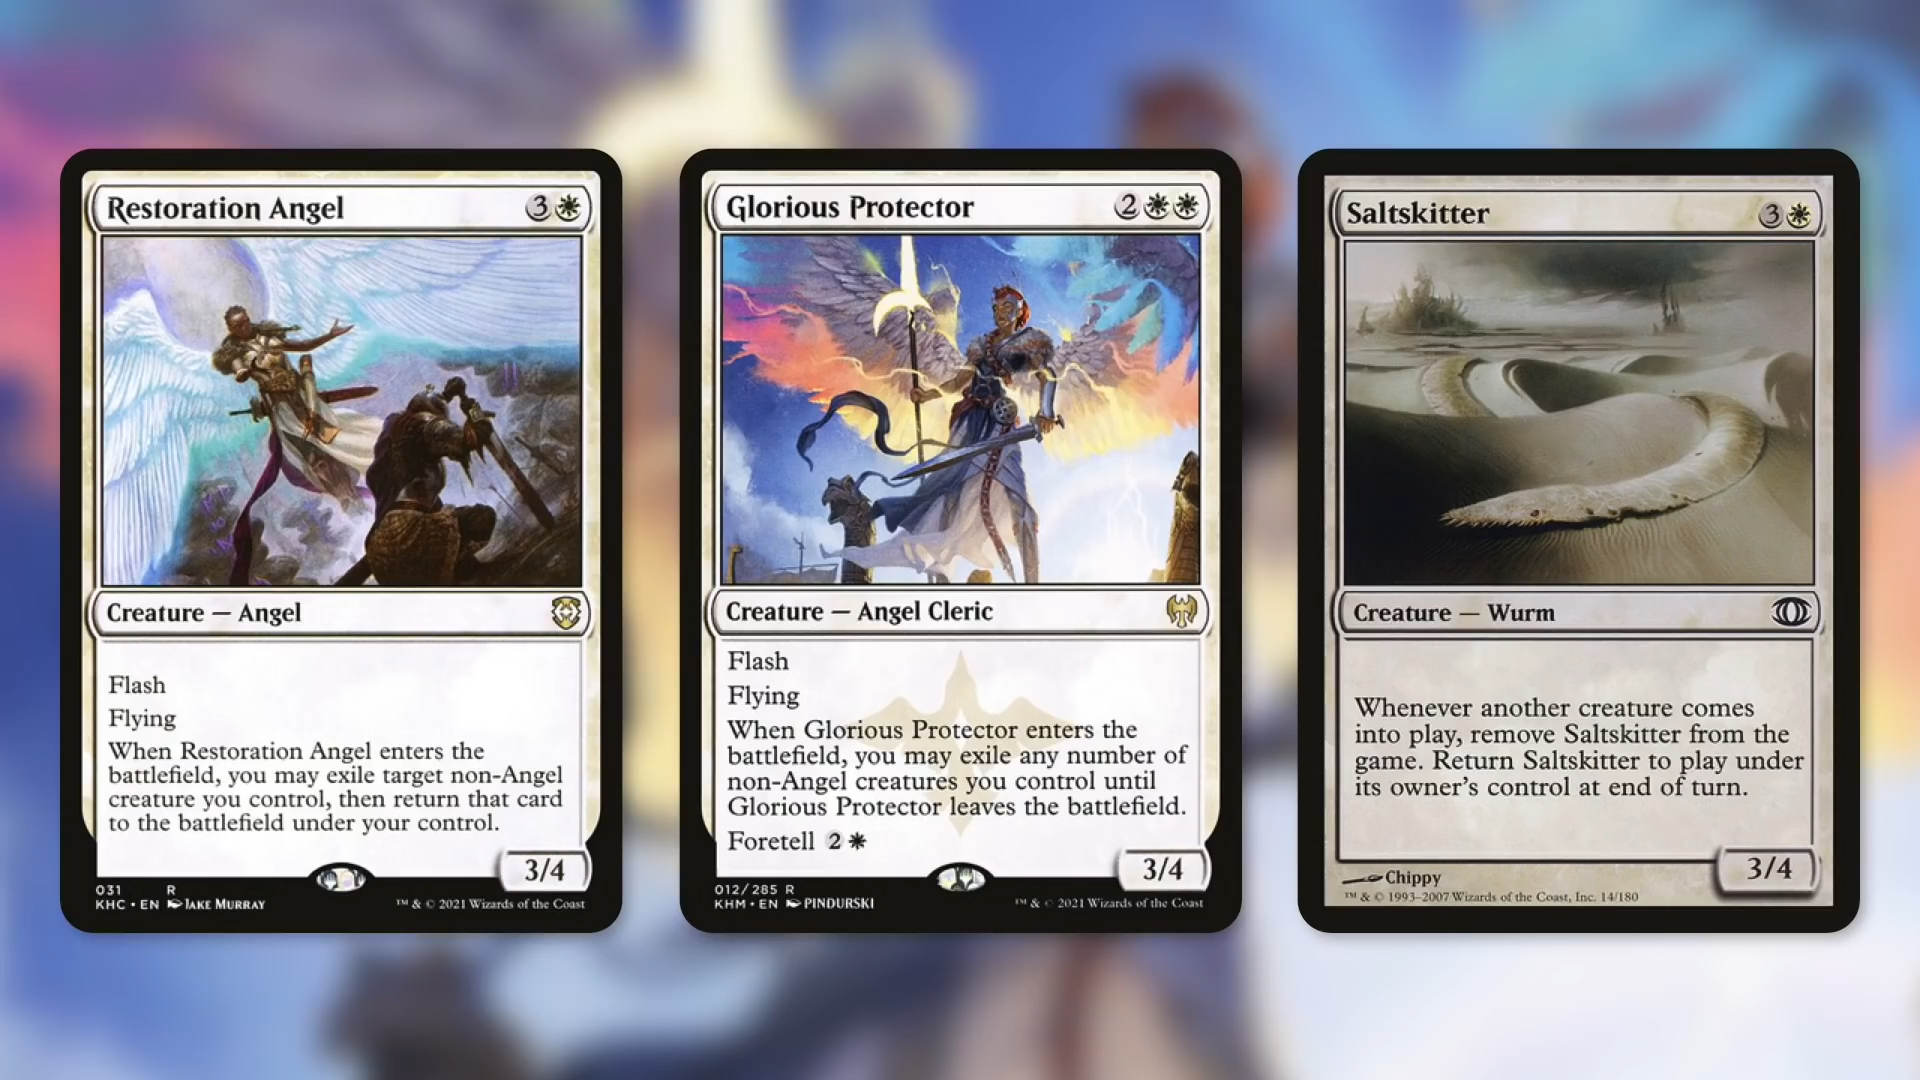 Restoration Angel 3
Creature — Angel
Flash
Flying
When Restoration Angel enters the
battlefield, you may exile target non-Angel
creature you control, then return that card
to the battlefield under your control.
3/4
031 R
KHC • EN JAKE MURRAY
™ & © 2021 Wizards of the Coast
Glorious Protector 2
Creature — Angel Cleric
Flash
Flying
When Glorious Protector enters the
battlefield, you may exile any number of
non-Angel creatures you control until
Glorious Protector leaves the battlefield.
Foretell 2
3/4
012/285 R
KHM • EN PINDURSKI
™ & © 2021 Wizards of the Coast
Saltskitter 3
Creature — Wurm
Whenever another creature comes
into play, remove Saltskitter from the
game. Return Saltskitter to play under
its owner's control at end of turn.
3/4
Chippy
™ & © 1993–2007 Wizards of the Coast, Inc. 14/180